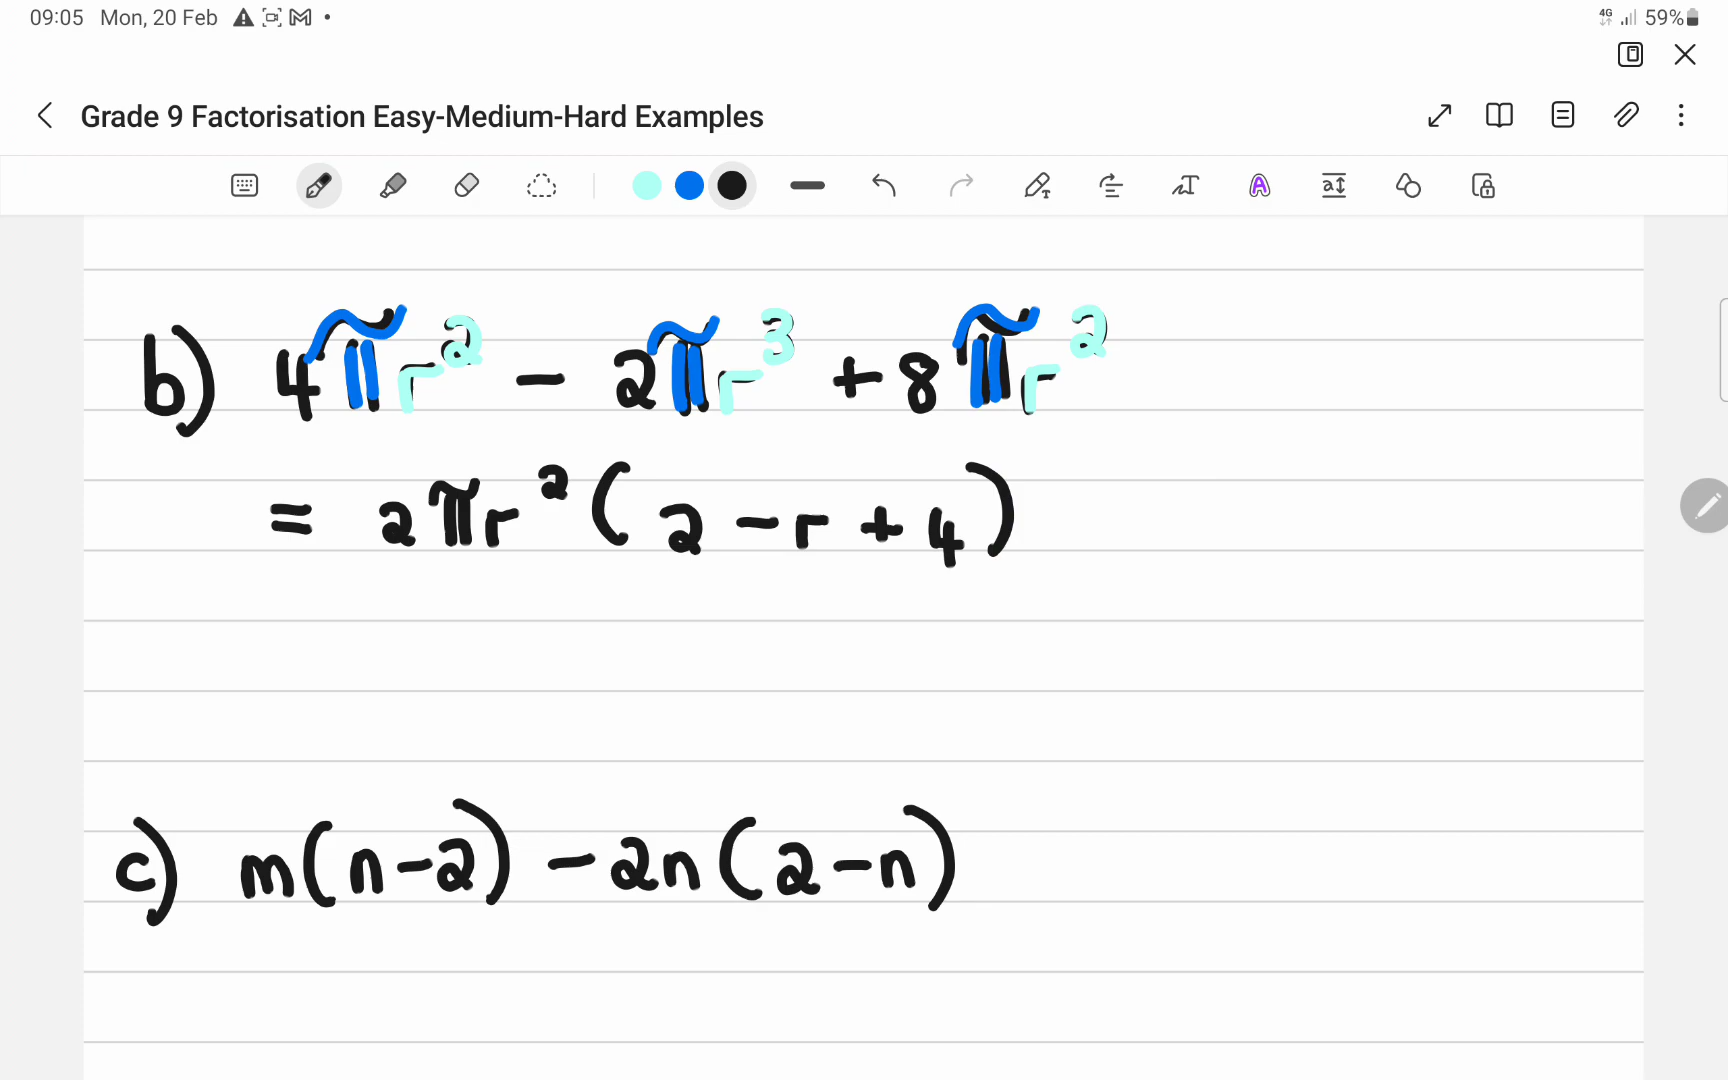 09:05 Mon, 20 Feb 4G 59%
Grade 9 Factorisation Easy-Medium-Hard Examples
b) 4πr² - 2πr³ + 8πr²
= 2πr² (2 - r + 4)
c) m(n-2) - 2n(2-n)